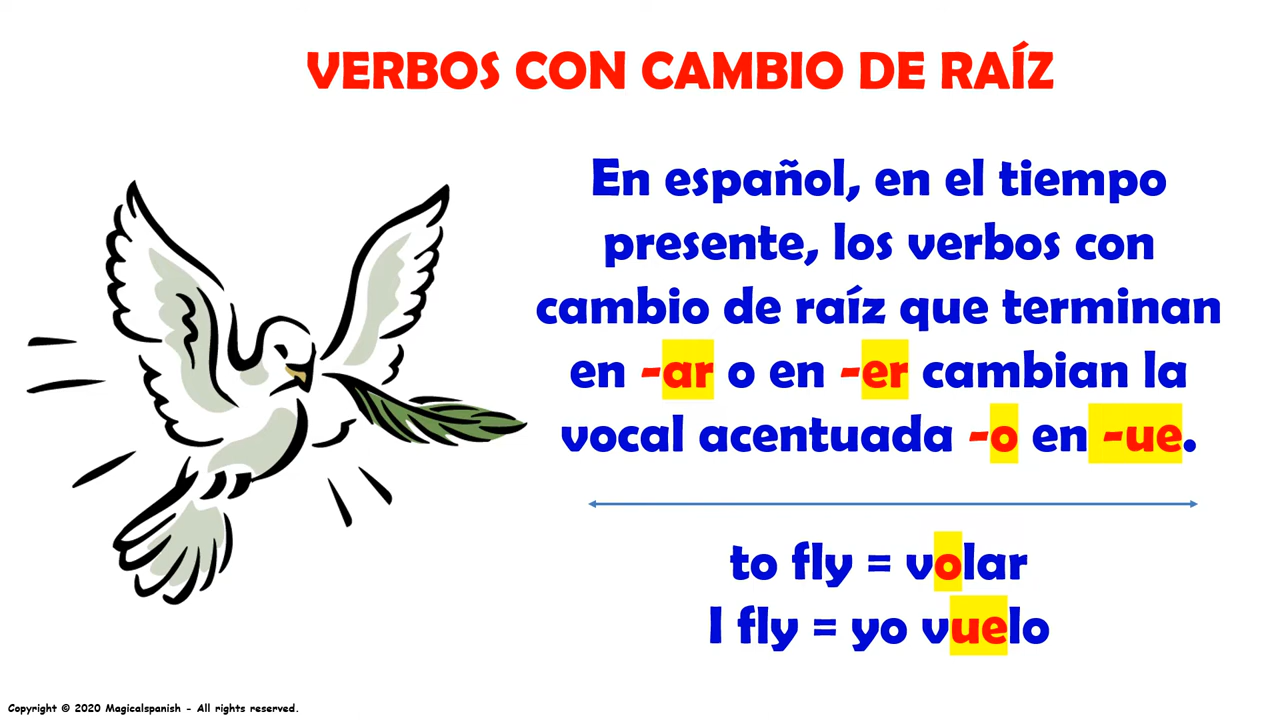 VERBOS CON CAMBIO DE RAÍZ
En español, en el tiempo
presente, los verbos con
cambio de raíz que terminan
en -ar o en -er cambian la
vocal acentuada -o en -ue.
to fly = volar
I fly = yo vuelo
Copyright © 2020 Magicalspanish - All rights reserved.